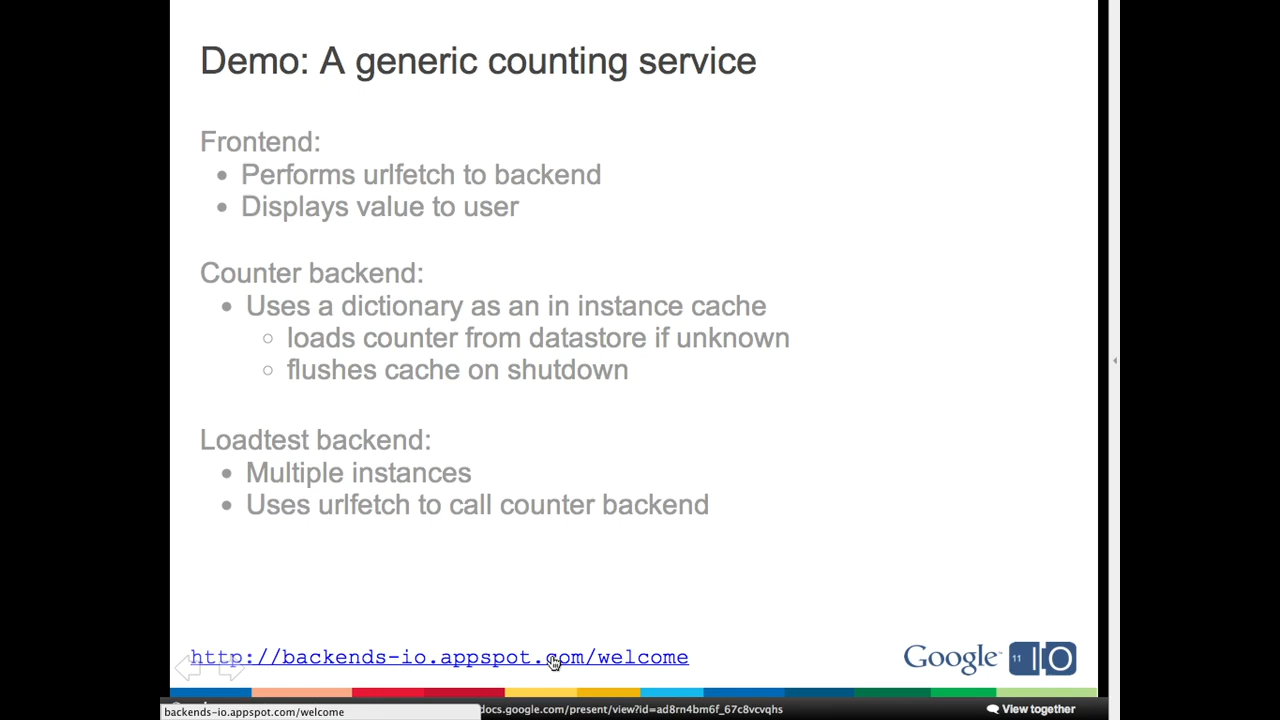 Demo: A generic counting service
Frontend:
• Performs urlfetch to backend
• Displays value to user
Counter backend:
• Uses a dictionary as an in instance cache
○ loads counter from datastore if unknown
○ flushes cache on shutdown
Loadtest backend:
• Multiple instances
• Uses urlfetch to call counter backend
http://backends-io.appspot.com/welcome
Google™ 11 IO
backends-io.appspot.com/welcome
docs.google.com/present/view?id=ad8rn4bm6f_67c8vcvqhs
View together